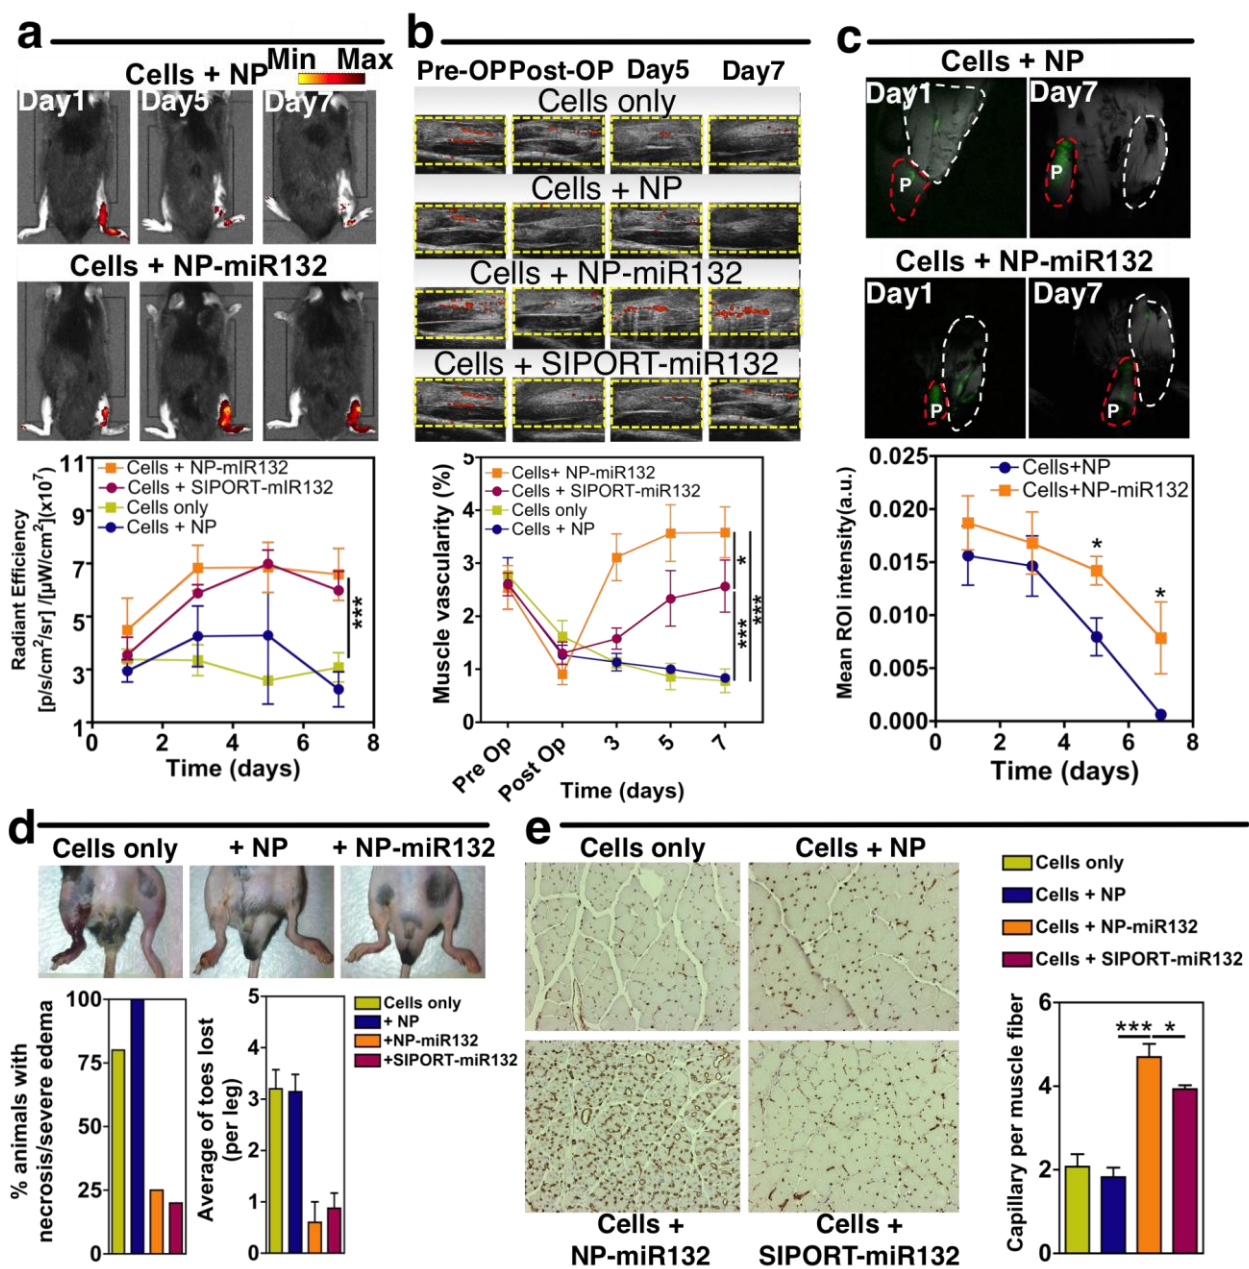 a
Min Max
Cells + NP
Day1 Day5 Day7
Cells + NP-miR132
11
9
7
5
3
1
Radiant Efficiency
[p/s/cm²/sr] /[µW/cm²](x10⁷)
Cells + NP-mIR132
Cells + SIPORT-mIR132
Cells only
Cells + NP
***
0 2 4 6 8
Time (days)
b
Pre-OP Post-OP Day5 Day7
Cells only
Cells + NP
Cells + NP-miR132
Cells + SIPORT-miR132
5
4
3
2
1
0
Muscle vascularity (%)
Cells+ NP-miR132
Cells + SIPORT-miR132
Cells only
Cells + NP
*
***
***
Pre Op Post Op 3 5 7
Time (days)
c
Cells + NP
Day1 Day7
P P
Cells + NP-miR132
Day1 Day7
P P
0.025
0.020
0.015
0.010
0.005
0.000
Mean ROI intensity(a.u.)
Cells+NP
Cells+NP-miR132
*
*
0 2 4 6 8
Time (days)
d
Cells only + NP + NP-miR132
100
75
50
25
0
% animals with
necrosis/severe edema
5
4
3
2
1
0
Average of toes lost
(per leg)
Cells only
+ NP
+NP-miR132
+SIPORT-miR132
e
Cells only Cells + NP
Cells +
NP-miR132
Cells +
SIPORT-miR132
Cells only
Cells + NP
Cells + NP-miR132
Cells + SIPORT-miR132
6
4
2
0
Capillary per muscle fiber
*** *